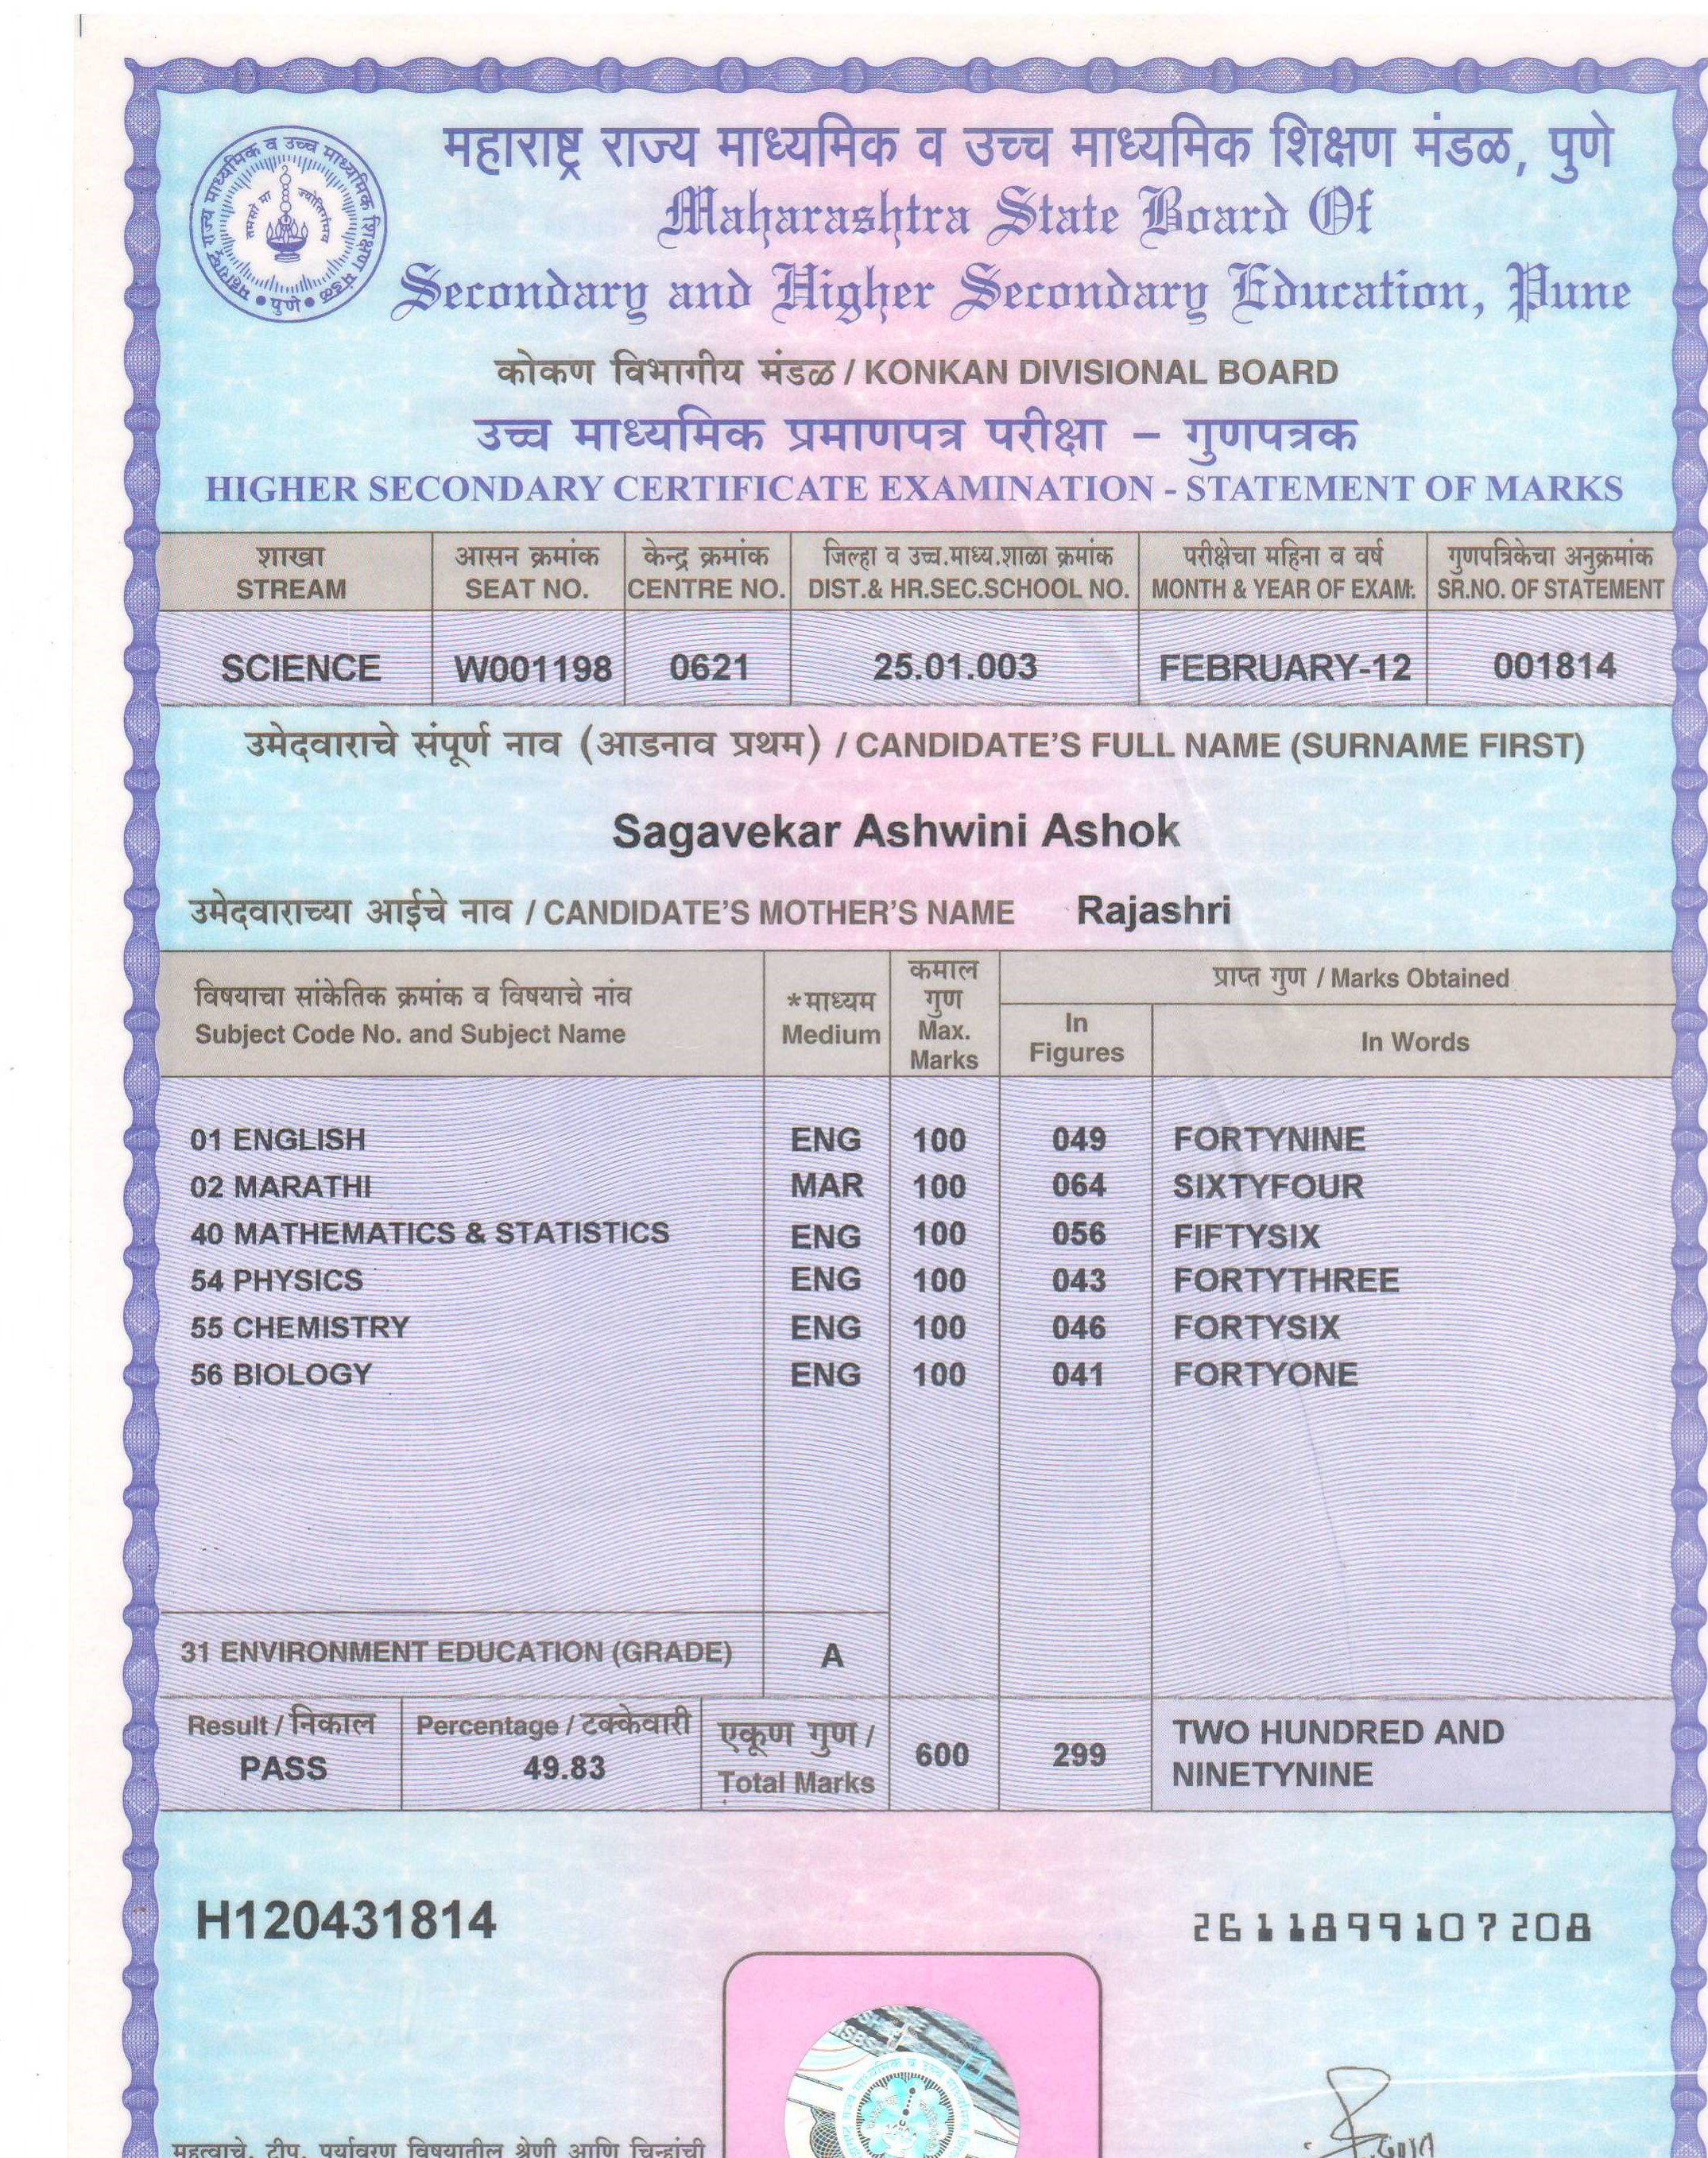 महाराष्ट्र राज्य माध्यमिक व उच्च माध्यमिक शिक्षण मंडळ, पुणे
Maharashtra State Board Of
Secondary and Higher Secondary Education, Pune
महाराष्ट्र राज्य माध्यमिक व उच्च माध्यमिक शिक्षण मंडळ • पुणे •
तमसो मा ज्योतिर्गमय
कोकण विभागीय मंडळ / KONKAN DIVISIONAL BOARD
उच्च माध्यमिक प्रमाणपत्र परीक्षा – गुणपत्रक
HIGHER SECONDARY CERTIFICATE EXAMINATION - STATEMENT OF MARKS
शाखा आसन क्रमांक केन्द्र क्रमांक जिल्हा व उच्च.माध्य.शाळा क्रमांक परीक्षेचा महिना व वर्ष गुणपत्रिकेचा अनुक्रमांक
STREAM SEAT NO. CENTRE NO. DIST.& HR.SEC.SCHOOL NO. MONTH & YEAR OF EXAM: SR.NO. OF STATEMENT
SCIENCE W001198 0621 25.01.003 FEBRUARY-12 001814
उमेदवाराचे संपूर्ण नाव (आडनाव प्रथम) / CANDIDATE'S FULL NAME (SURNAME FIRST)
Sagavekar Ashwini Ashok
उमेदवाराच्या आईचे नाव / CANDIDATE'S MOTHER'S NAME Rajashri
विषयाचा सांकेतिक क्रमांक व विषयाचे नांव
Subject Code No. and Subject Name
*माध्यम
Medium
कमाल
गुण
Max.
Marks
प्राप्त गुण / Marks Obtained
In
Figures
In Words
01 ENGLISH ENG 100 049 FORTYNINE
02 MARATHI MAR 100 064 SIXTYFOUR
40 MATHEMATICS & STATISTICS ENG 100 056 FIFTYSIX
54 PHYSICS ENG 100 043 FORTYTHREE
55 CHEMISTRY ENG 100 046 FORTYSIX
56 BIOLOGY ENG 100 041 FORTYONE
31 ENVIRONMENT EDUCATION (GRADE) A
Result / निकाल
PASS
Percentage / टक्केवारी
49.83
एकूण गुण /
Total Marks
600 299
TWO HUNDRED AND
NINETYNINE
H120431814 2611899107208
महत्वाचे. टीप. पर्यावरण विषयातील श्रेणी आणि चिन्हांची